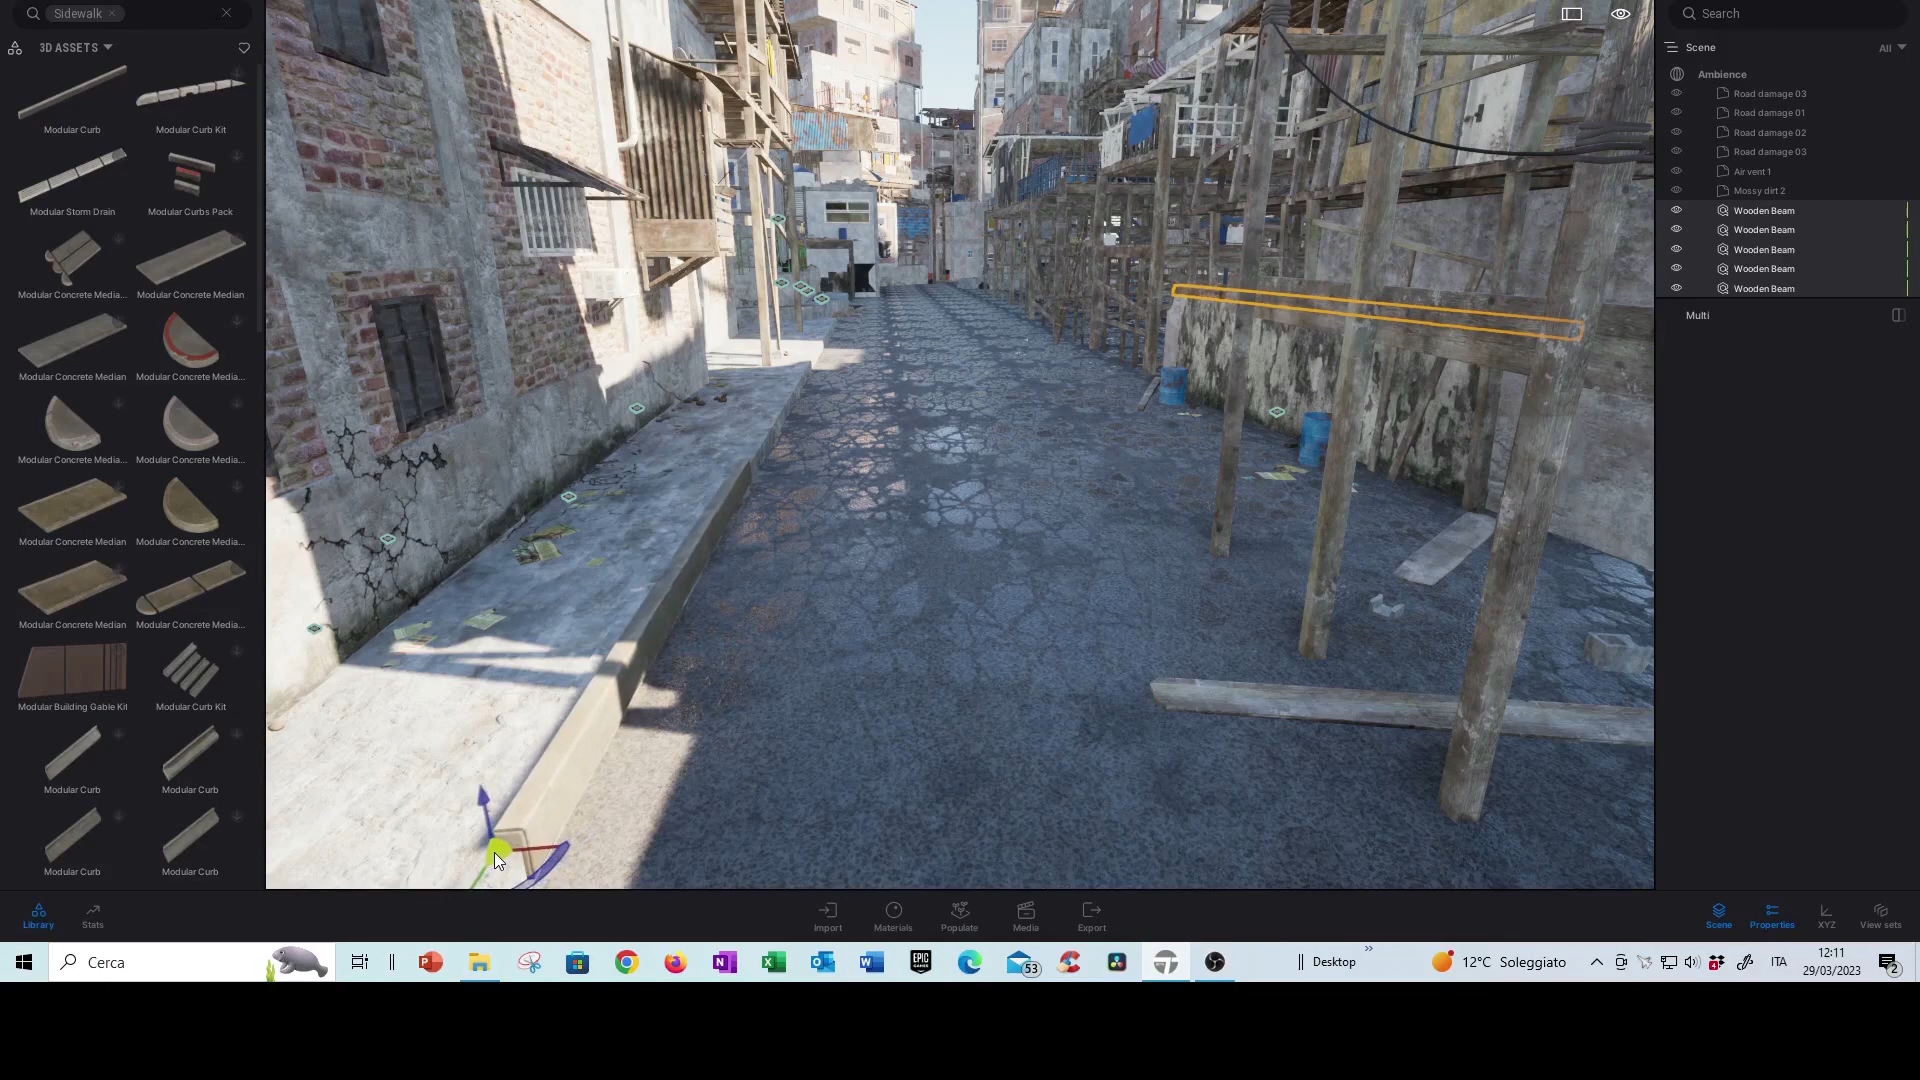 Sidewalk
3D ASSETS
Modular Curb
Modular Curb Kit
Modular Storm Drain
Modular Curbs Pack
Modular Concrete Media...
Modular Concrete Median
Modular Concrete Median
Modular Concrete Media...
Modular Concrete Media...
Modular Concrete Media...
Modular Concrete Median
Modular Concrete Media...
Modular Concrete Median
Modular Concrete Media...
Modular Building Gable Kit
Modular Curb Kit
Modular Curb
Modular Curb
Modular Curb
Modular Curb
Search
Scene
All
Ambience
Road damage 03
Road damage 01
Road damage 02
Road damage 03
Air vent 1
Mossy dirt 2
Wooden Beam
Wooden Beam
Wooden Beam
Wooden Beam
Wooden Beam
Multi
Library
Stats
Import
Materials
Populate
Media
Export
Scene
Properties
XYZ
View sets
Cerca
53
Desktop
12°C Soleggiato
4
ITA
12:11
29/03/2023
2